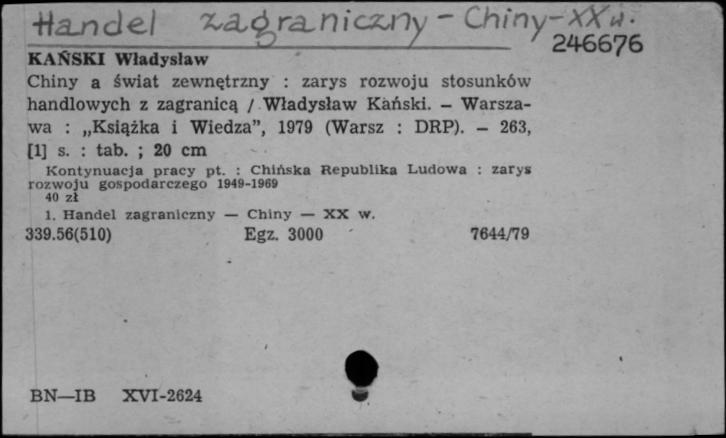 Handel zagraniczny - Chiny - XX w.
246676
KAŃSKI Władysław
Chiny a świat zewnętrzny : zarys rozwoju stosunków
handlowych z zagranicą / Władysław Kański. — Warsza-
wa : „Książka i Wiedza”, 1979 (Warsz : DRP). — 263,
[1] s. : tab. ; 20 cm
Kontynuacja pracy pt. : Chińska Republika Ludowa : zarys
rozwoju gospodarczego 1949-1969
40 zł
1. Handel zagraniczny — Chiny — XX w.
339.56(510) Egz. 3000 7644/79
BN—IB XVI-2624